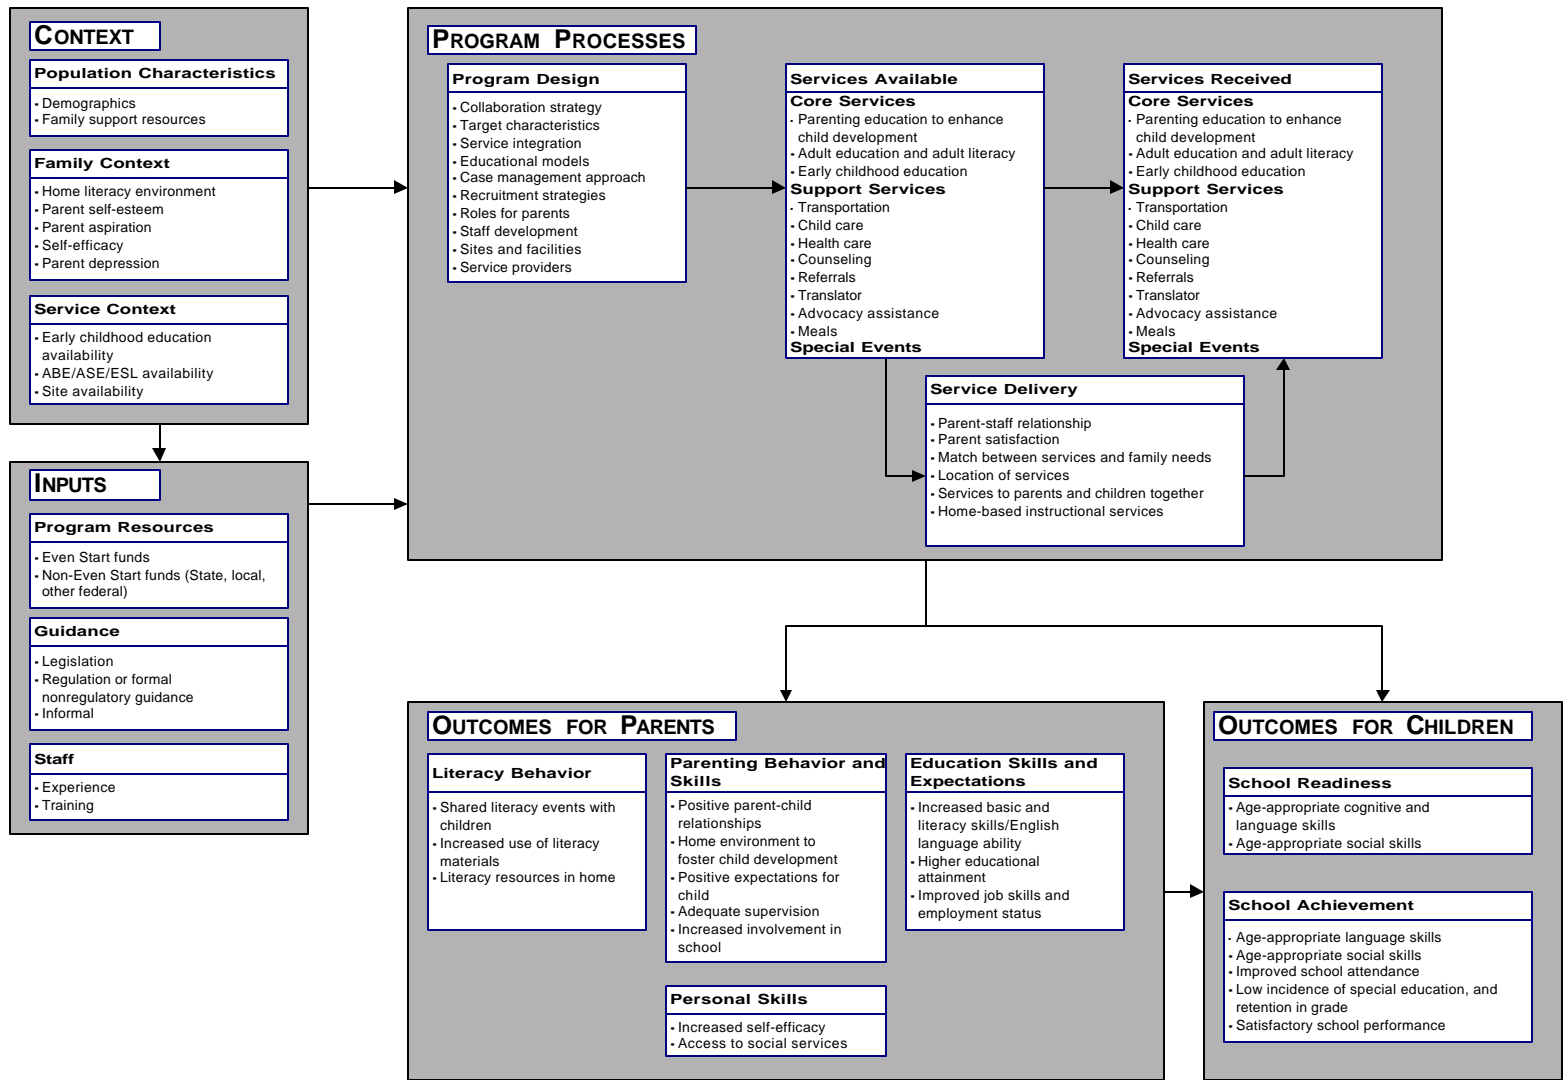 CONTEXT
Population Characteristics
- Demographics
- Family support resources
Family Context
- Home literacy environment
- Parent self-esteem
- Parent aspiration
- Self-efficacy
- Parent depression
Service Context
- Early childhood education
availability
- ABE/ASE/ESL availability
- Site availability
INPUTS
Program Resources
- Even Start funds
- Non-Even Start funds (State, local,
other federal)
Guidance
- Legislation
- Regulation or formal
nonregulatory guidance
- Informal
Staff
- Experience
- Training
PROGRAM PROCESSES
Program Design
- Collaboration strategy
- Target characteristics
- Service integration
- Educational models
- Case management approach
- Recruitment strategies
- Roles for parents
- Staff development
- Sites and facilities
- Service providers
Services Available
Core Services
- Parenting education to enhance
child development
- Adult education and adult literacy
- Early childhood education
Support Services
- Transportation
- Child care
- Health care
- Counseling
- Referrals
- Translator
- Advocacy assistance
- Meals
Special Events
Services Received
Core Services
- Parenting education to enhance
child development
- Adult education and adult literacy
- Early childhood education
Support Services
- Transportation
- Child care
- Health care
- Counseling
- Referrals
- Translator
- Advocacy assistance
- Meals
Special Events
Service Delivery
- Parent-staff relationship
- Parent satisfaction
- Match between services and family needs
- Location of services
- Services to parents and children together
- Home-based instructional services
OUTCOMES FOR PARENTS
Literacy Behavior
- Shared literacy events with
children
- Increased use of literacy
materials
- Literacy resources in home
Parenting Behavior and
Skills
- Positive parent-child
relationships
- Home environment to
foster child development
- Positive expectations for
child
- Adequate supervision
- Increased involvement in
school
Education Skills and
Expectations
- Increased basic and
literacy skills/English
language ability
- Higher educational
attainment
- Improved job skills and
employment status
Personal Skills
- Increased self-efficacy
- Access to social services
OUTCOMES FOR CHILDREN
School Readiness
- Age-appropriate cognitive and
language skills
- Age-appropriate social skills
School Achievement
- Age-appropriate language skills
- Age-appropriate social skills
- Improved school attendance
- Low incidence of special education, and
retention in grade
- Satisfactory school performance